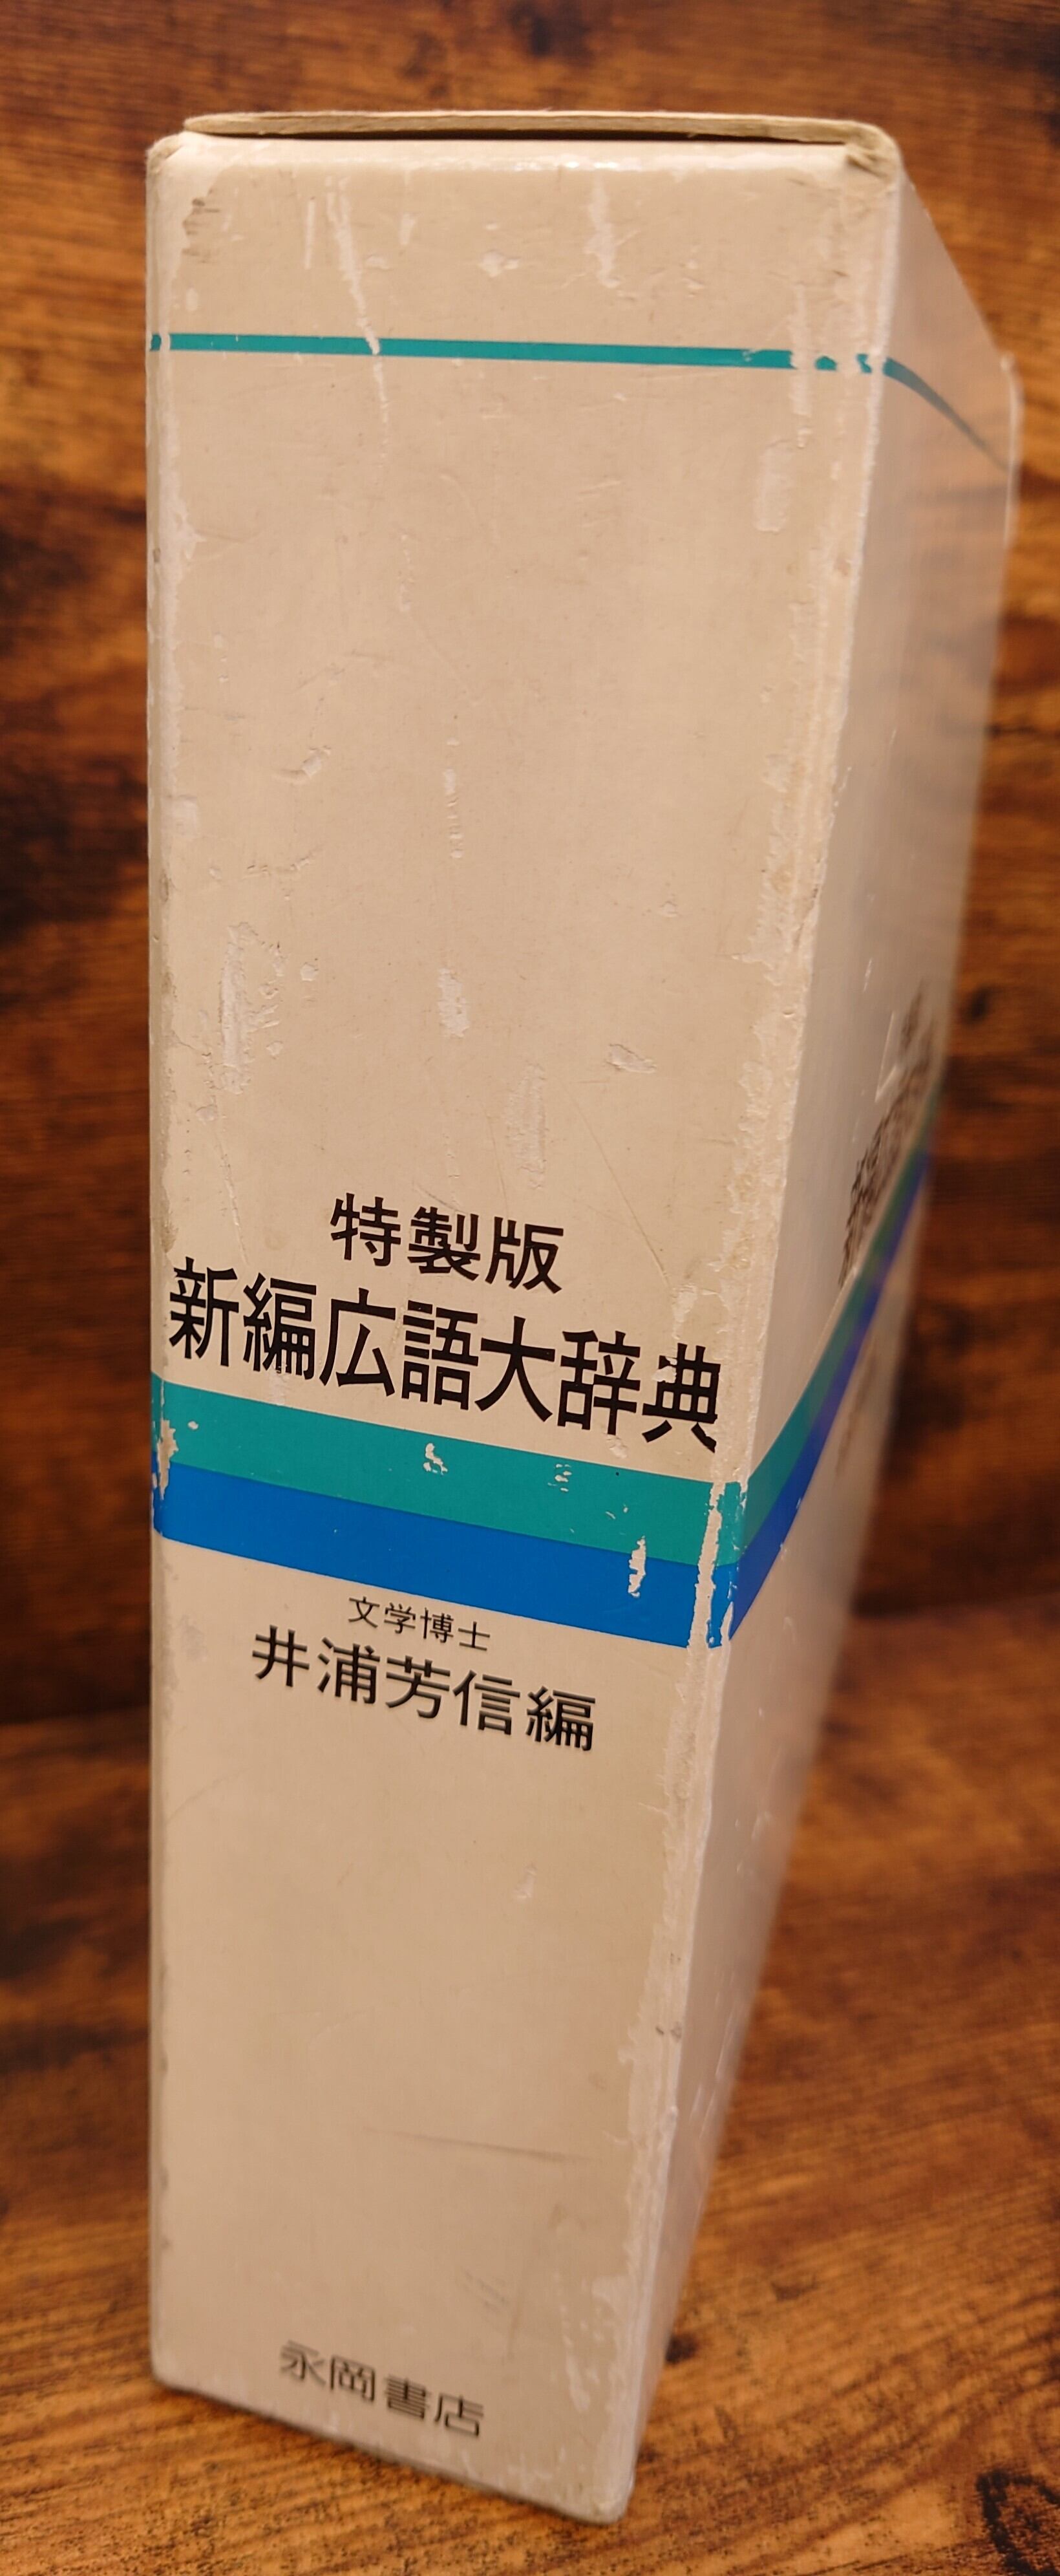 特製版
新編広語大辞典
文学博士
井浦芳信編
永岡書店